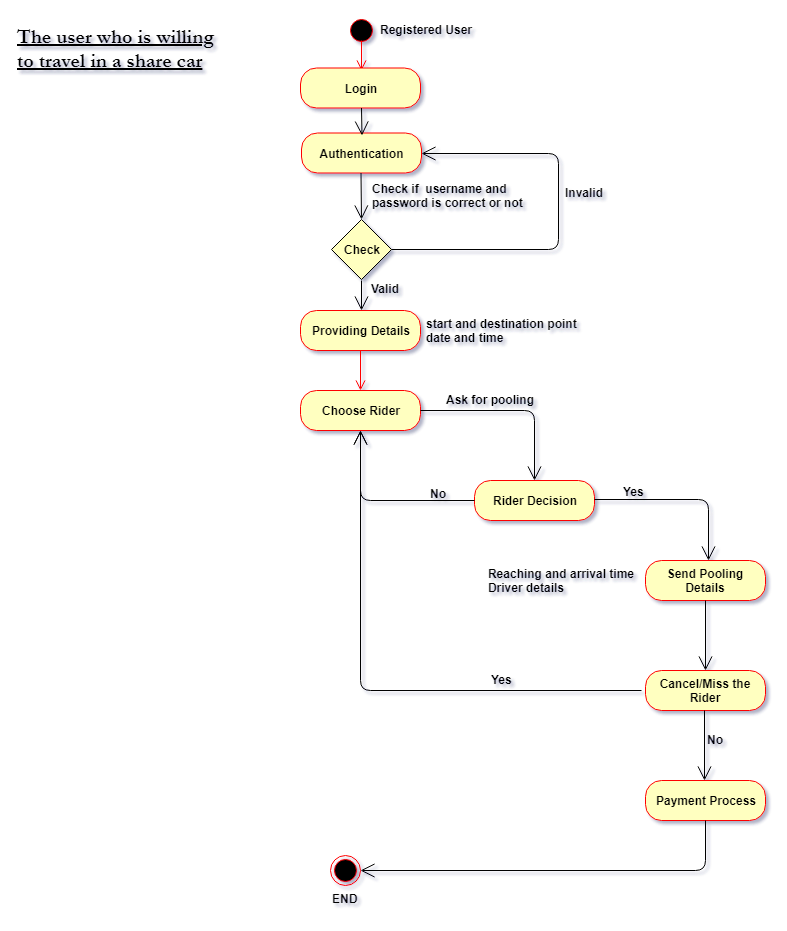 The user who is willing
to travel in a share car
Registered User
Login
Authentication
Check if username and
password is correct or not
Invalid
Check
Valid
Providing Details
start and destination point
date and time
Choose Rider
Ask for pooling
No
Rider Decision
Yes
Reaching and arrival time
Driver details
Send Pooling
Details
Yes
Cancel/Miss the
Rider
No
Payment Process
END